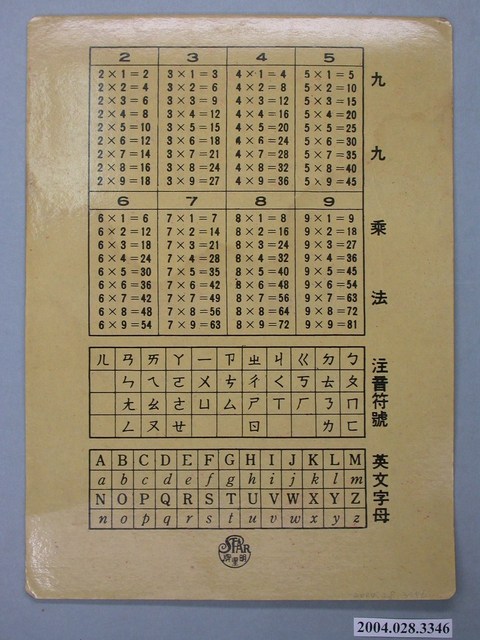 九九乘法
2 3 4 5
2 × 1 = 2 3 × 1 = 3 4 × 1 = 4 5 × 1 = 5
2 × 2 = 4 3 × 2 = 6 4 × 2 = 8 5 × 2 = 10
2 × 3 = 6 3 × 3 = 9 4 × 3 = 12 5 × 3 = 15
2 × 4 = 8 3 × 4 = 12 4 × 4 = 16 5 × 4 = 20
2 × 5 = 10 3 × 5 = 15 4 × 5 = 20 5 × 5 = 25
2 × 6 = 12 3 × 6 = 18 4 × 6 = 24 5 × 6 = 30
2 × 7 = 14 3 × 7 = 21 4 × 7 = 28 5 × 7 = 35
2 × 8 = 16 3 × 8 = 24 4 × 8 = 32 5 × 8 = 40
2 × 9 = 18 3 × 9 = 27 4 × 9 = 36 5 × 9 = 45
6 7 8 9
6 × 1 = 6 7 × 1 = 7 8 × 1 = 8 9 × 1 = 9
6 × 2 = 12 7 × 2 = 14 8 × 2 = 16 9 × 2 = 18
6 × 3 = 18 7 × 3 = 21 8 × 3 = 24 9 × 3 = 27
6 × 4 = 24 7 × 4 = 28 8 × 4 = 32 9 × 4 = 36
6 × 5 = 30 7 × 5 = 35 8 × 5 = 40 9 × 5 = 45
6 × 6 = 36 7 × 6 = 42 8 × 6 = 48 9 × 6 = 54
6 × 7 = 42 7 × 7 = 49 8 × 7 = 56 9 × 7 = 63
6 × 8 = 48 7 × 8 = 56 8 × 8 = 64 9 × 8 = 72
6 × 9 = 54 7 × 9 = 63 8 × 9 = 72 9 × 9 = 81
注音符號
ㄦ ㄢ ㄞ ㄚ ㄧ ㄗ ㄓ ㄐ ㄍ ㄉ ㄅ
ㄣ ㄟ ㄛ ㄨ ㄘ ㄔ ㄑ ㄎ ㄊ ㄆ
ㄤ ㄠ ㄜ ㄩ ㄙ ㄕ ㄒ ㄏ ㄋ ㄇ
ㄥ ㄡ ㄝ ㄖ ㄌ ㄈ
英文字母
A B C D E F G H I J K L M
a b c d e f g h i j k l m
N O P Q R S T U V W X Y Z
n o p q r s t u v w x y z
STAR
2004.028.3346